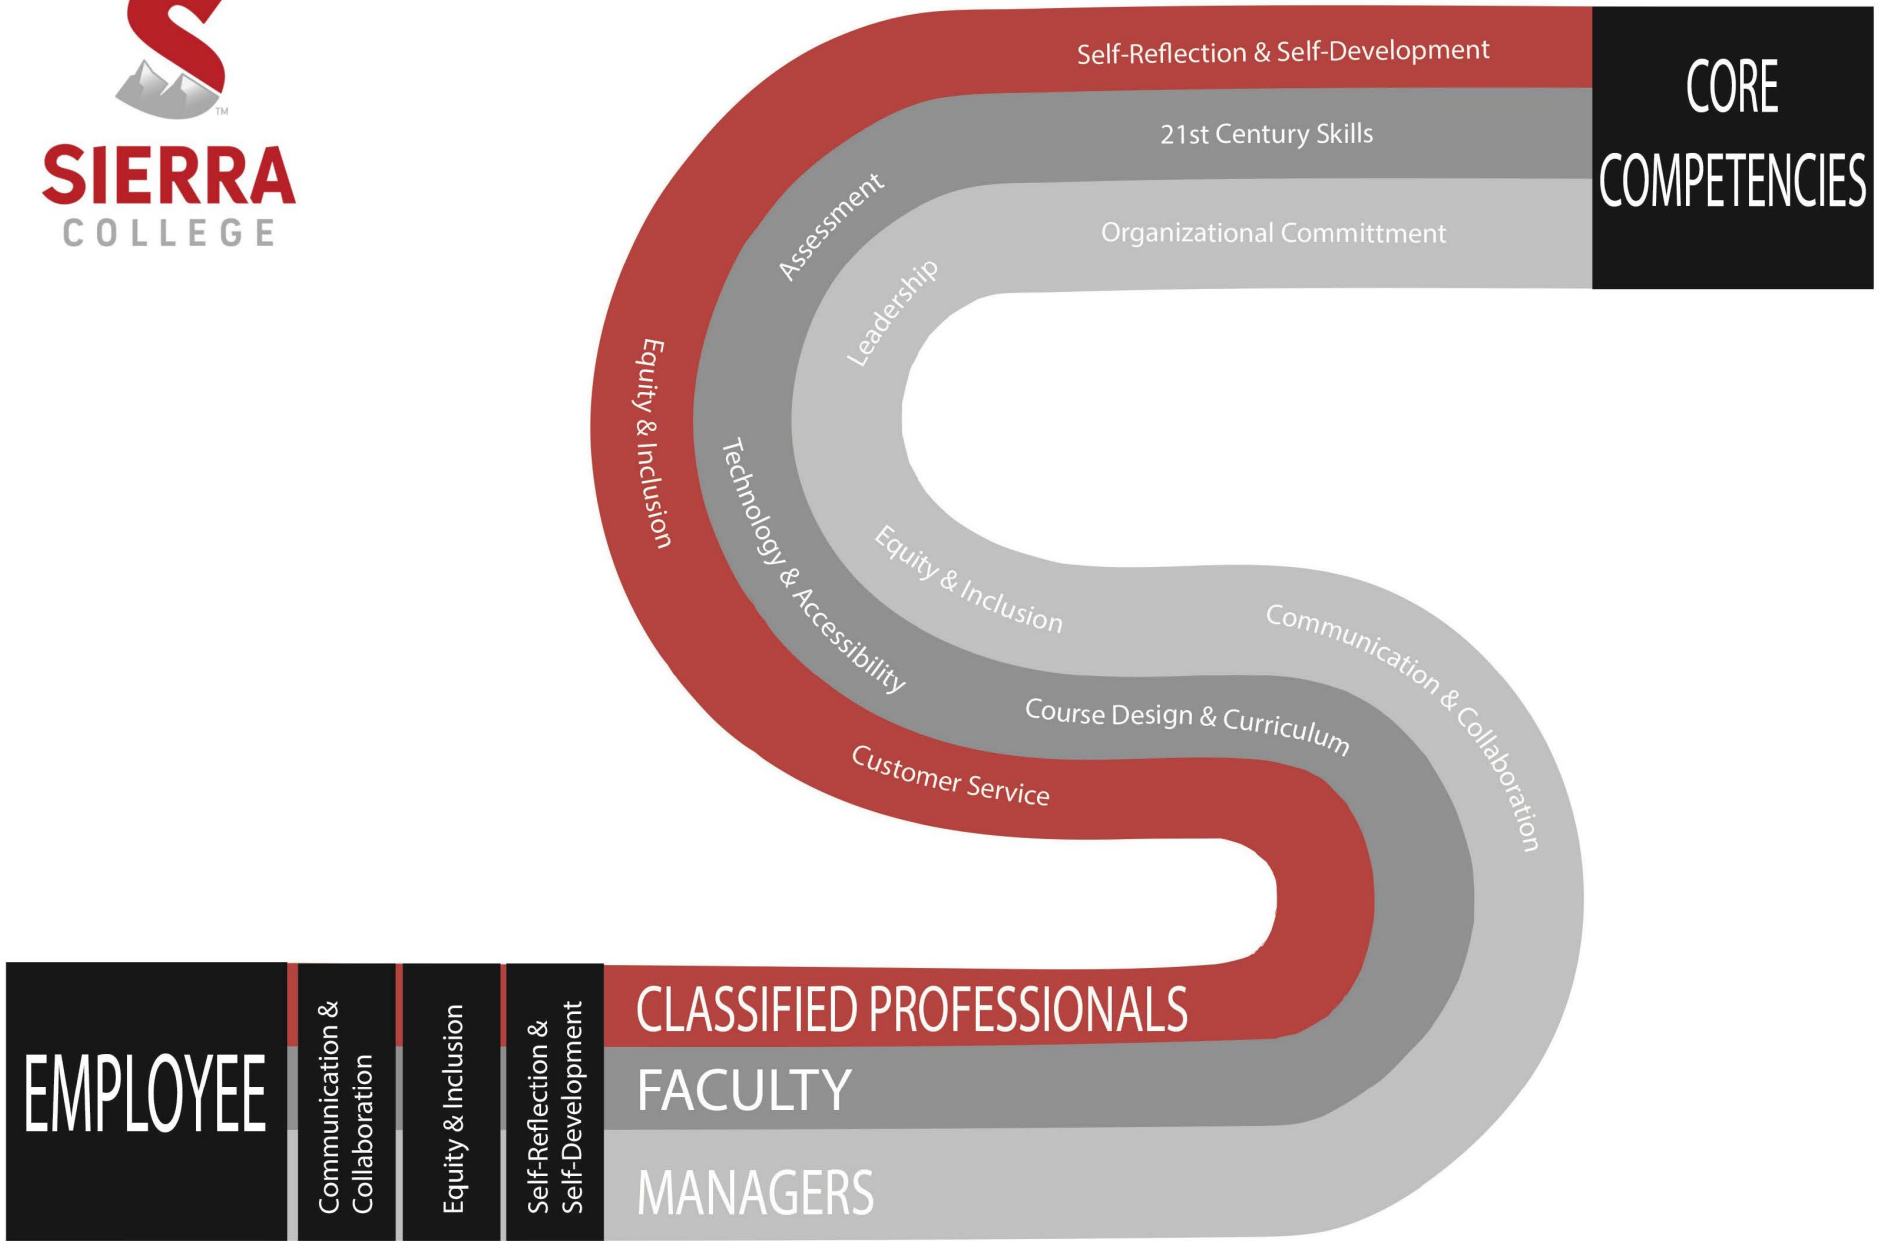 TM
SIERRA
COLLEGE
Self-Reflection & Self-Development
21st Century Skills
Organizational Committment
CORE
COMPETENCIES
Assessment
Leadership
Equity & Inclusion
Technology & Accessibility
Equity & Inclusion
Communication & Collaboration
Course Design & Curriculum
Customer Service
EMPLOYEE
Communication &
Collaboration
Equity & Inclusion
Self-Reflection &
Self-Development
CLASSIFIED PROFESSIONALS
FACULTY
MANAGERS